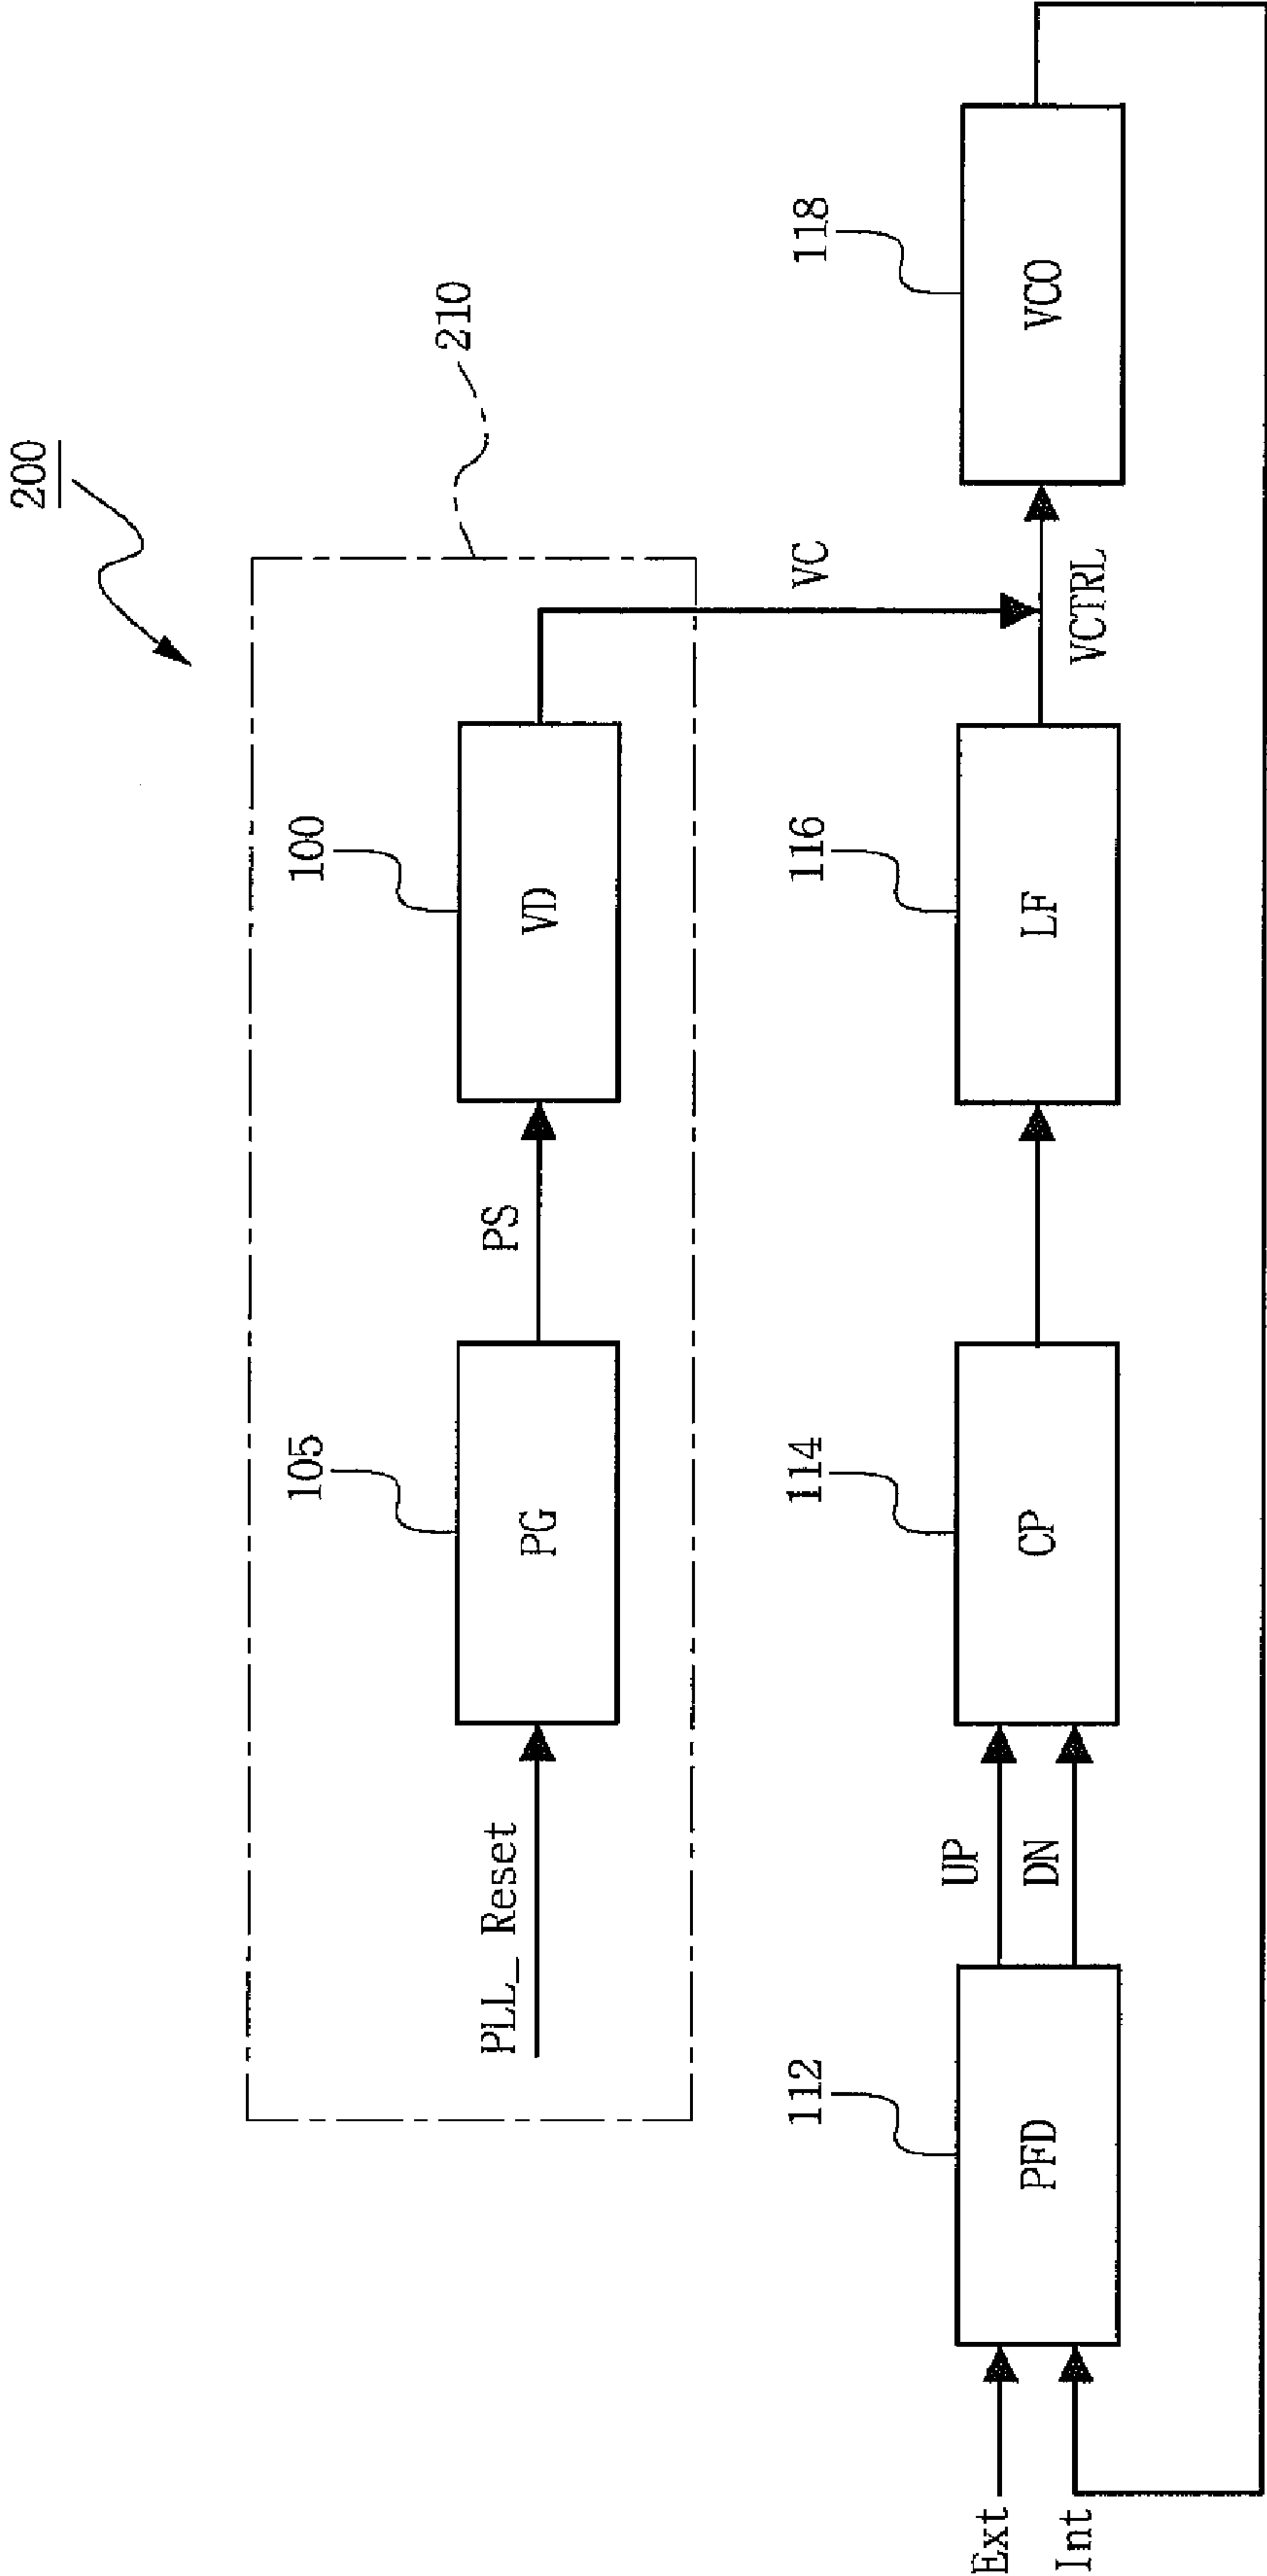 200
210
105
100
PLL_ Reset
PG
PS
VD
VC
112
114
116
118
Ext
Int
PFD
UP
DN
CP
LF
VCTRL
VCO